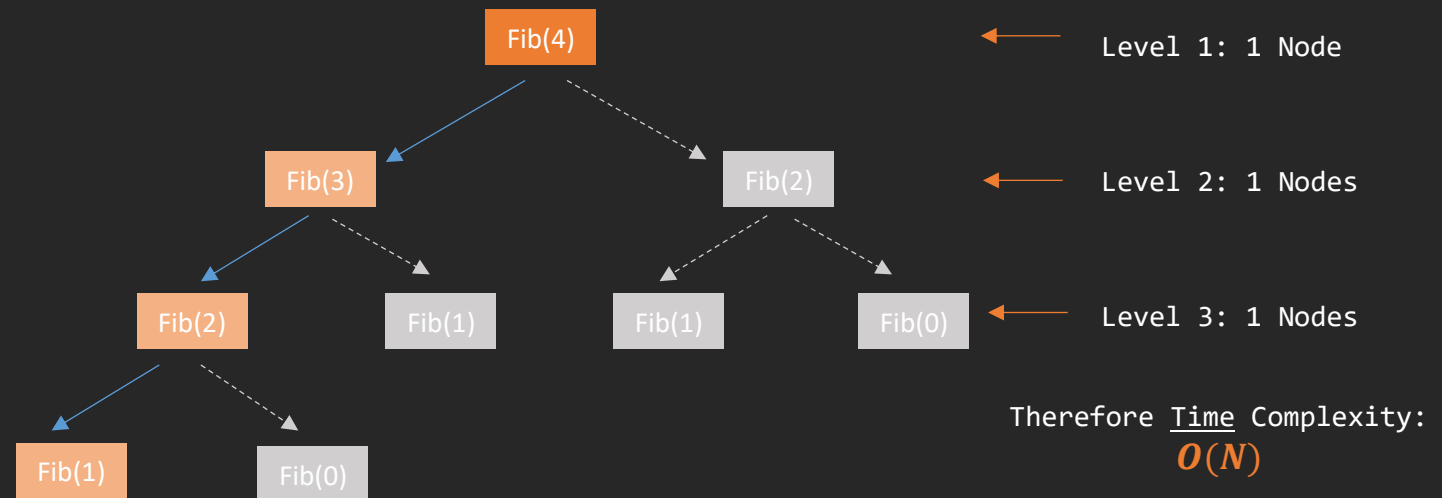 Fib(4)
Level 1: 1 Node
Fib(3)
Fib(2)
Level 2: 1 Nodes
Fib(2)
Fib(1)
Fib(1)
Fib(0)
Level 3: 1 Nodes
Therefore Time Complexity:
O(N)
Fib(1)
Fib(0)